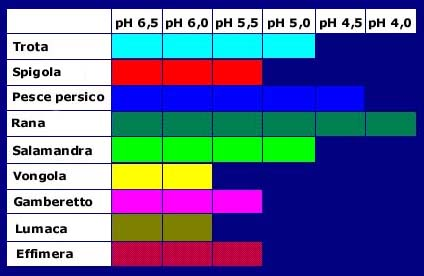 pH 6,5 pH 6,0 pH 5,5 pH 5,0 pH 4,5 pH 4,0
Trota
Spigola
Pesce persico
Rana
Salamandra
Vongola
Gamberetto
Lumaca
Effimera